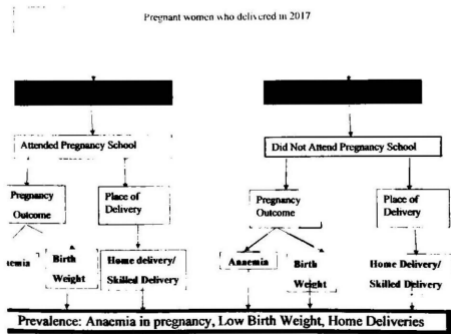 Pregnant women who delivered in 2017
Attended Pregnancy School
Did Not Attend Pregnancy School
Pregnancy
Outcome
Place of
Delivery
Pregnancy
Outcome
Place of
Delivery
Birth
Weight
Home delivery/
Skilled Delivery
Anaemia
Birth
Weight
Home Delivery/
Skilled Delivery
Prevalence: Anaemia in pregnancy, Low Birth Weight, Home Deliveries